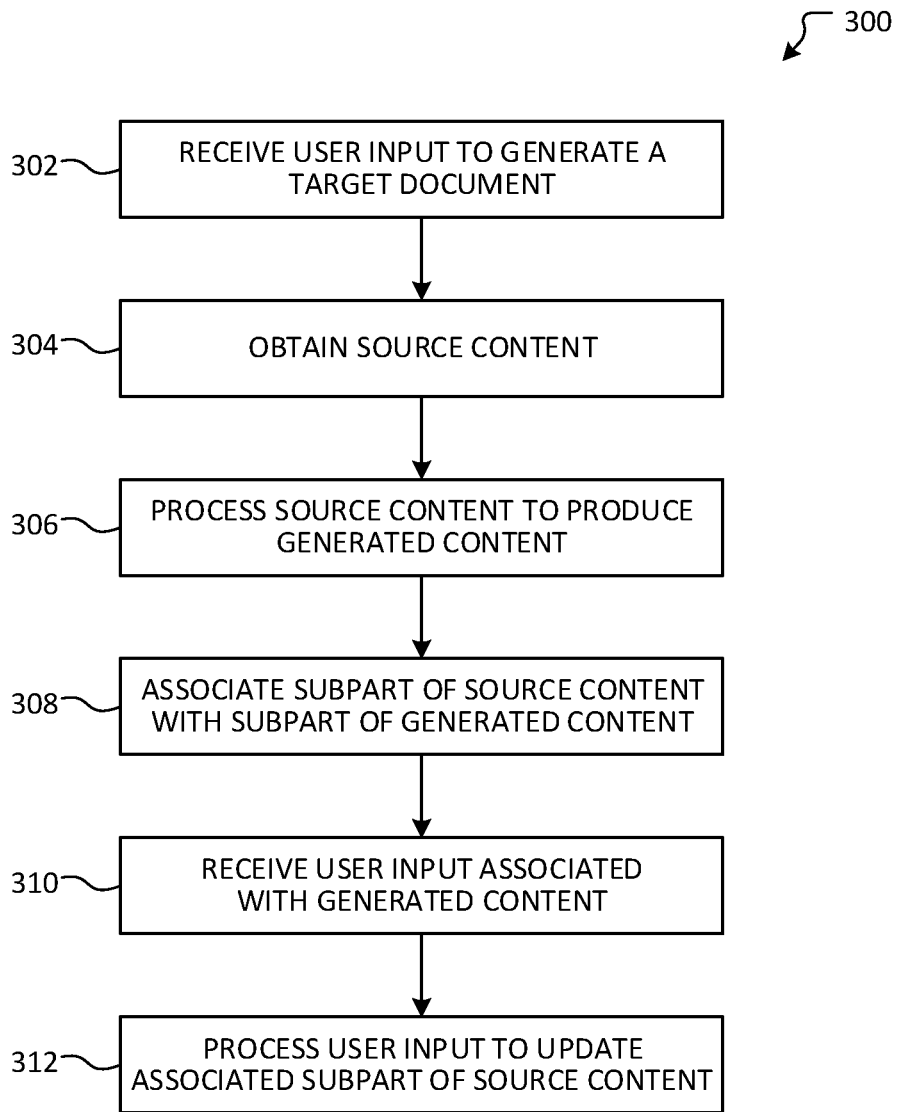 300
302
RECEIVE USER INPUT TO GENERATE A
TARGET DOCUMENT
304
OBTAIN SOURCE CONTENT
306
PROCESS SOURCE CONTENT TO PRODUCE
GENERATED CONTENT
308
ASSOCIATE SUBPART OF SOURCE CONTENT
WITH SUBPART OF GENERATED CONTENT
310
RECEIVE USER INPUT ASSOCIATED
WITH GENERATED CONTENT
312
PROCESS USER INPUT TO UPDATE
ASSOCIATED SUBPART OF SOURCE CONTENT